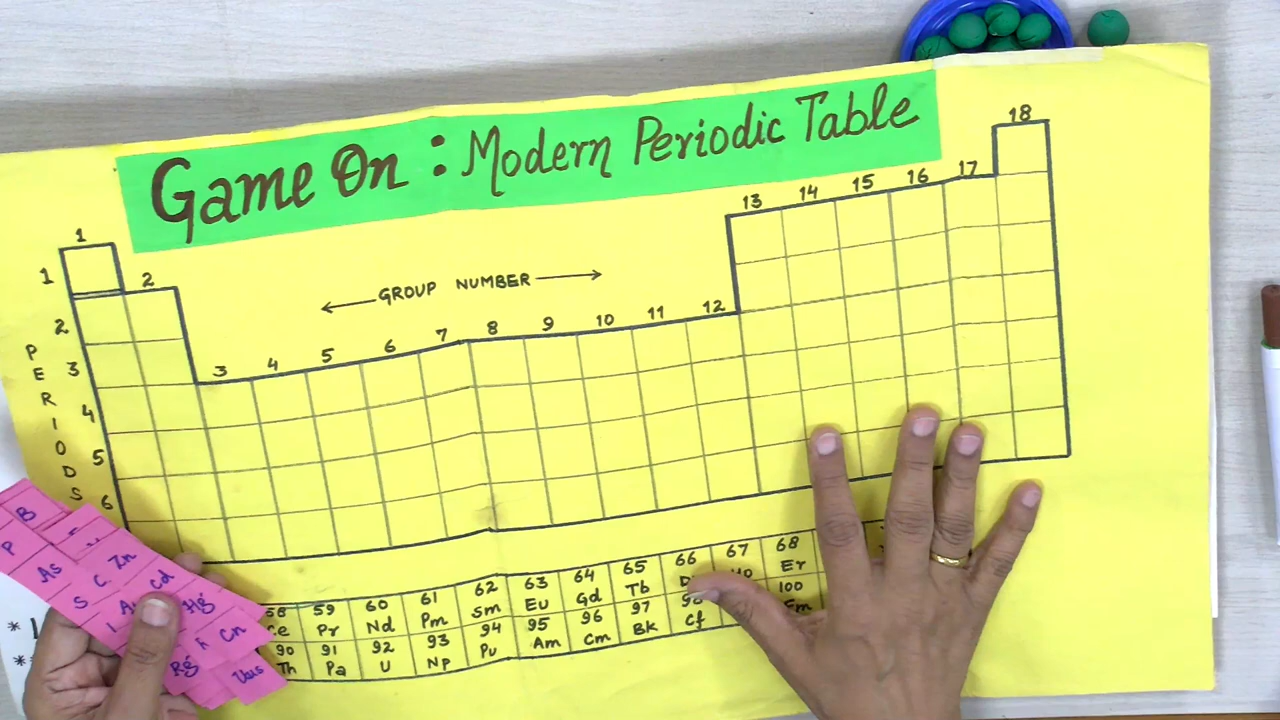 Game On : Modern Periodic Table
18
13 14 15 16 17
1
1 2
← GROUP NUMBER →
3 4 5 6 7 8 9 10 11 12
2
3
4
5
6
PERIODS
58 59 60 61 62 63 64 65 66 67 68
Ce Pr Nd Pm Sm Eu Gd Tb Er
90 91 92 93 94 95 96 97 98 100
Th Pa U Np Pu Am Cm Bk Cf Fm
B
P
As Zn
S Cd
Hg
I Cn
Rg Uus